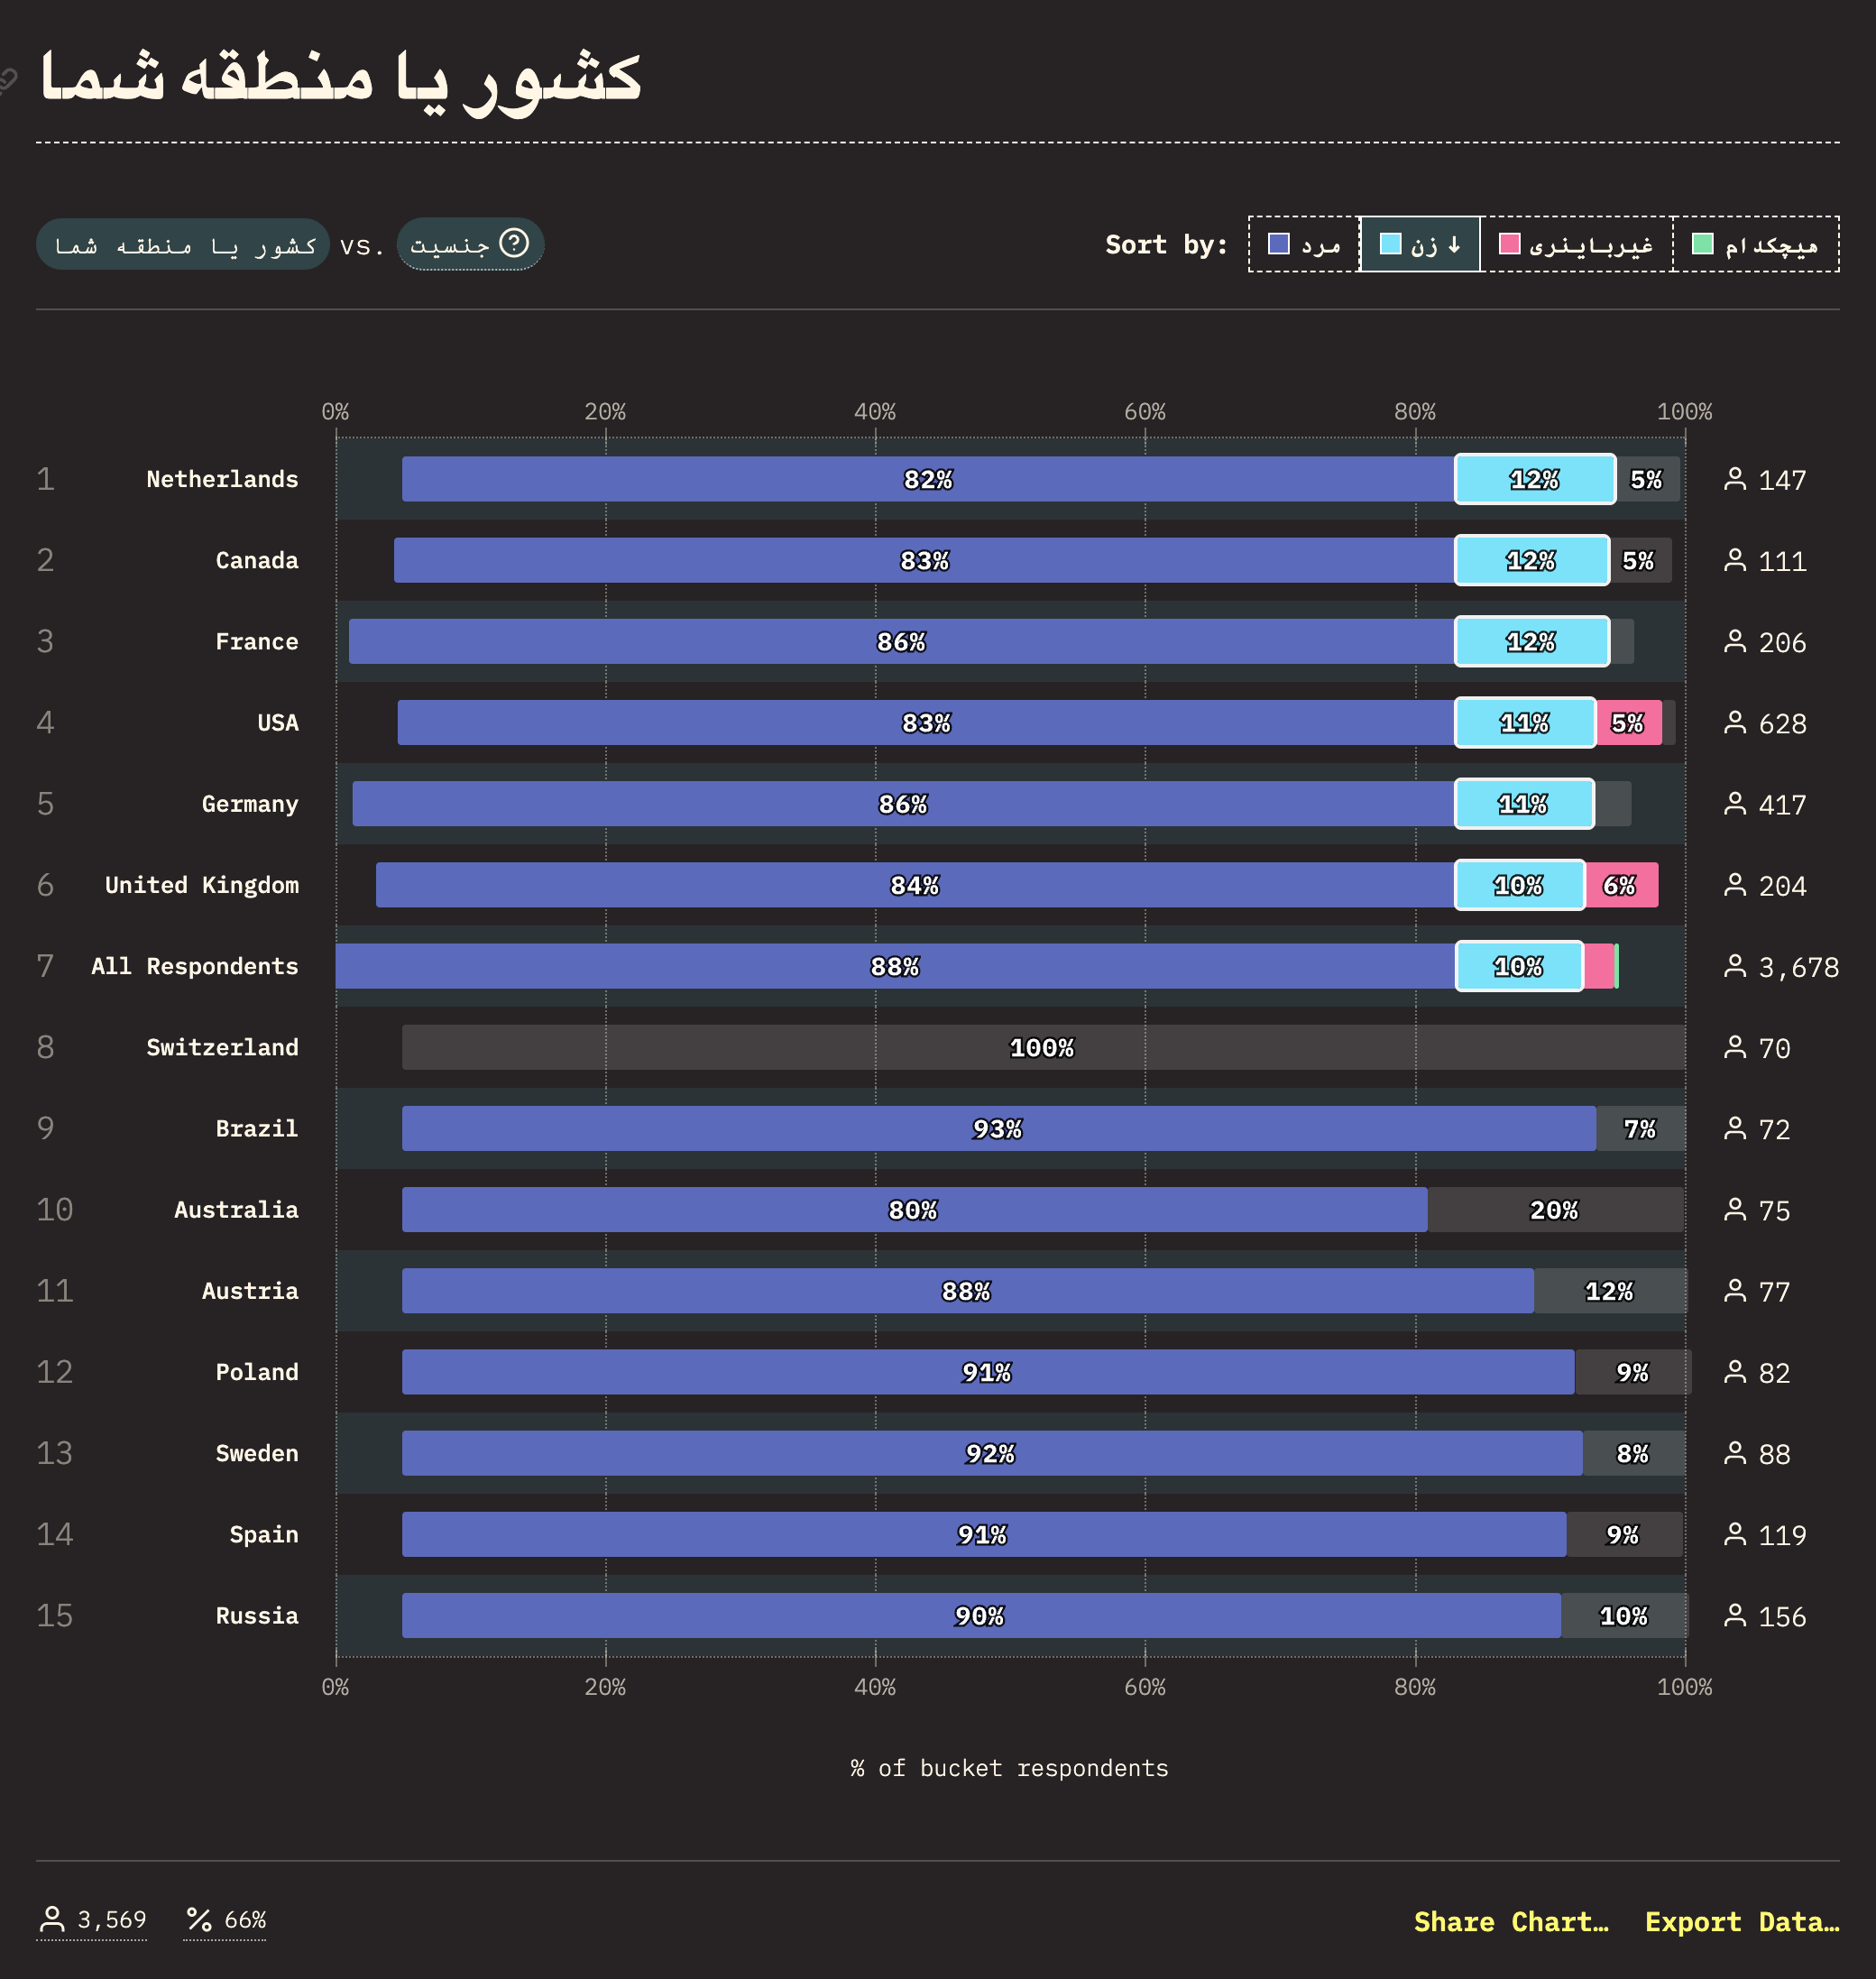 کشور یا منطقه شما
کشور یا منطقه شما vs. جنسیت
Sort by: مرد زن ↓ غیرباینری هیچکدام
0% 20% 40% 60% 80% 100%
1 Netherlands 82% 12% 5% 147
2 Canada 83% 12% 5% 111
3 France 86% 12% 206
4 USA 83% 11% 5% 628
5 Germany 86% 11% 417
6 United Kingdom 84% 10% 6% 204
7 All Respondents 88% 10% 3,678
8 Switzerland 100% 70
9 Brazil 93% 7% 72
10 Australia 80% 20% 75
11 Austria 88% 12% 77
12 Poland 91% 9% 82
13 Sweden 92% 8% 88
14 Spain 91% 9% 119
15 Russia 90% 10% 156
0% 20% 40% 60% 80% 100%
% of bucket respondents
3,569 66% Share Chart… Export Data…